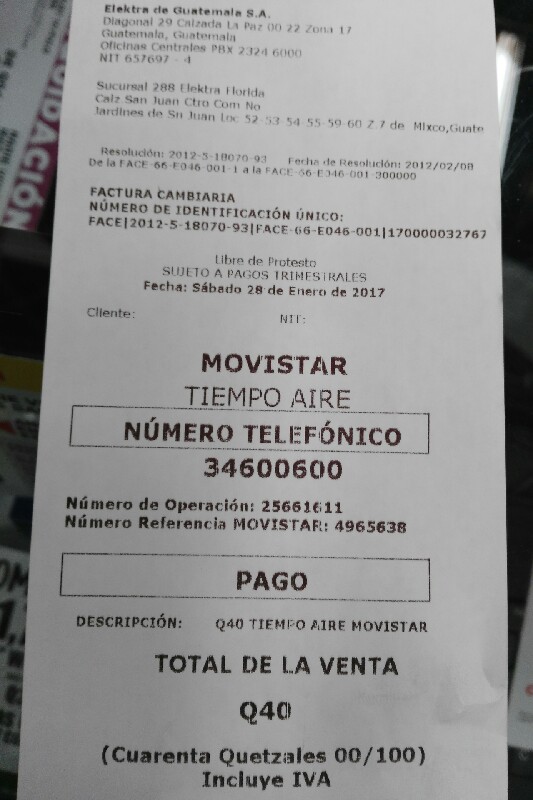 Elektra de Guatemala S.A.
Diagonal 29 Calzada La Paz 00 22 Zona 17
Guatemala, Guatemala
Oficinas Centrales PBX 2324 6000
NIT 657697 - 4
Sucursal 288 Elektra Florida
Calz San Juan Ctro Com No
Jardines de Sn Juan Loc 52-53-54-55-59-60 Z.7 de Mixco,Guate
Resolución: 2012-5-18070-93 Fecha de Resolución: 2012/02/08
De la FACE-66-E046-001-1 a la FACE-66-E046-001-300000
FACTURA CAMBIARIA
NÚMERO DE IDENTIFICACIÓN ÚNICO:
FACE|2012-5-18070-93|FACE-66-E046-001|170000032767
Libre de Protesto
SUJETO A PAGOS TRIMESTRALES
Fecha: Sábado 28 de Enero de 2017
Cliente: NIT:
MOVISTAR
TIEMPO AIRE
NÚMERO TELEFÓNICO
34600600
Número de Operación: 25661611
Número Referencia MOVISTAR: 4965638
PAGO
DESCRIPCIÓN: Q40 TIEMPO AIRE MOVISTAR
TOTAL DE LA VENTA
Q40
(Cuarenta Quetzales 00/100)
Incluye IVA